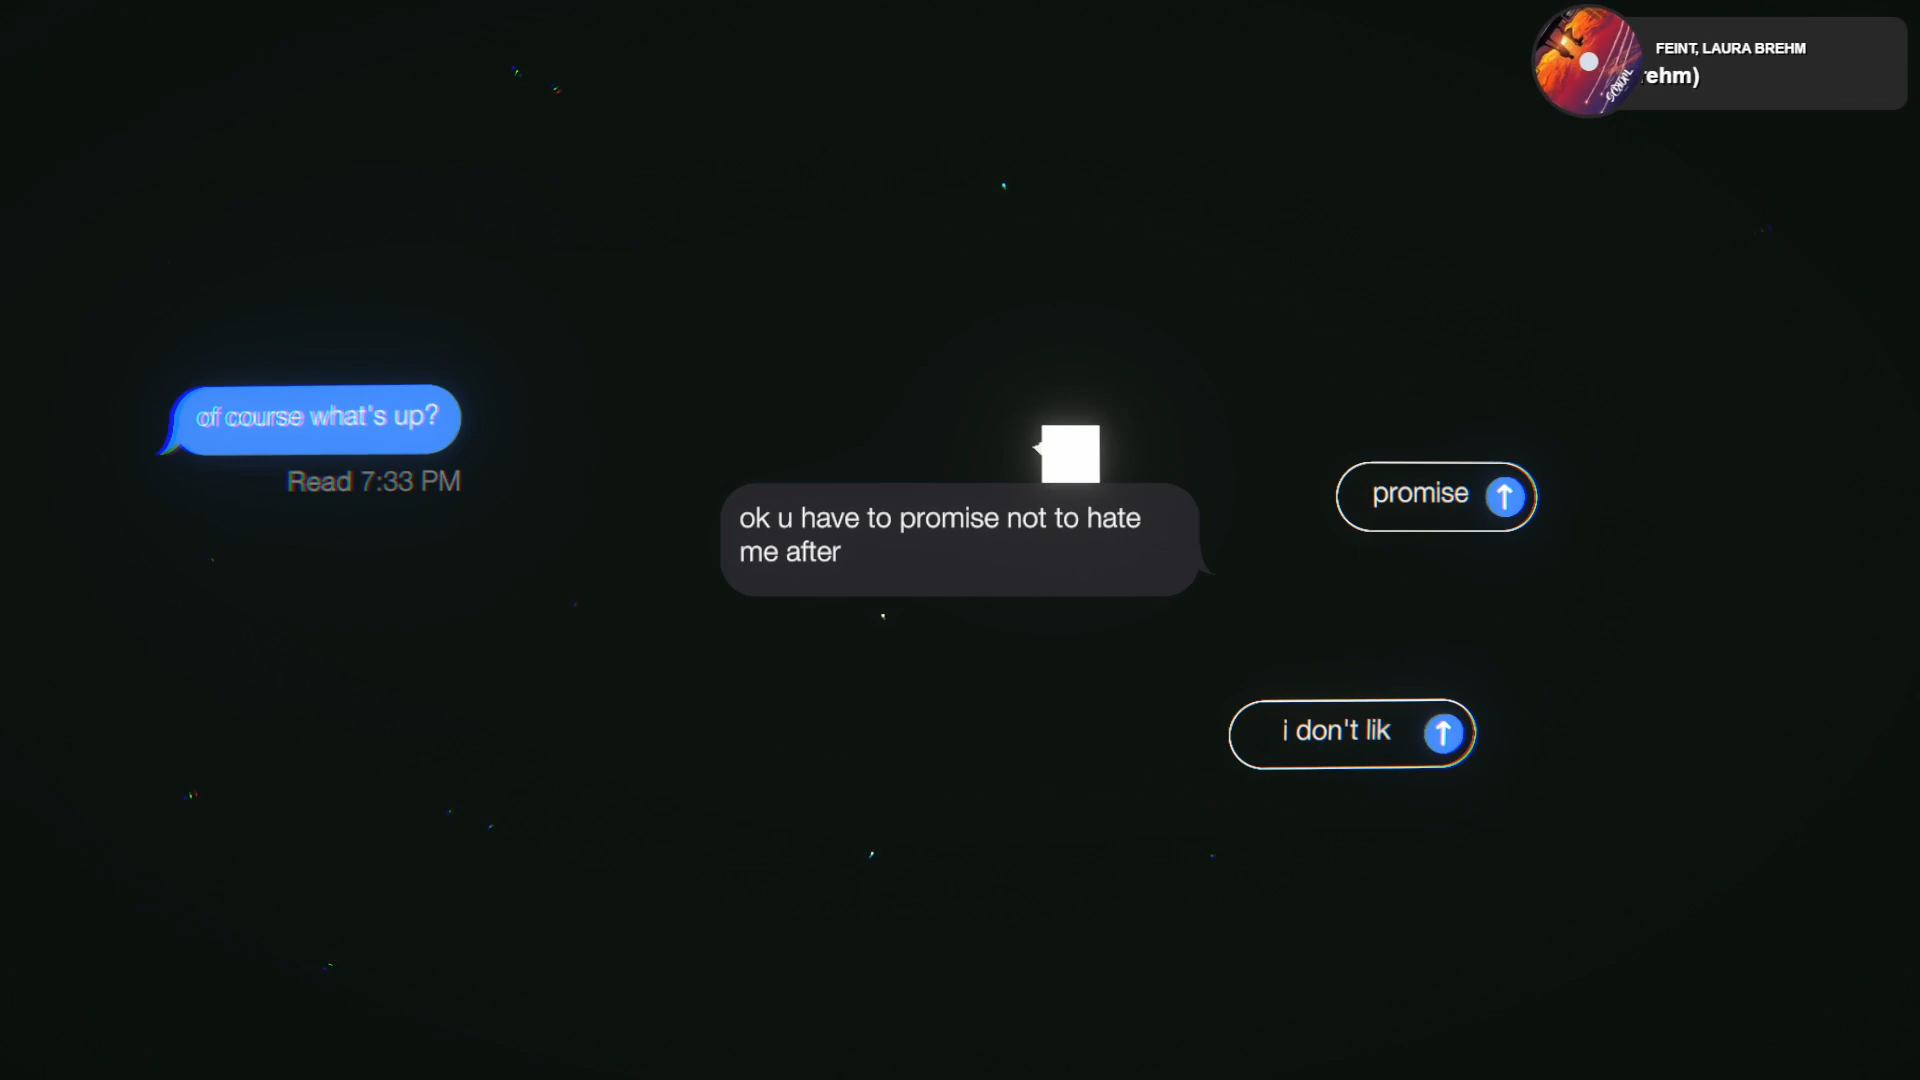 FEINT, LAURA BREHM
rehm)
of course what's up?
Read 7:33 PM
ok u have to promise not to hate
me after
promise
i don't lik